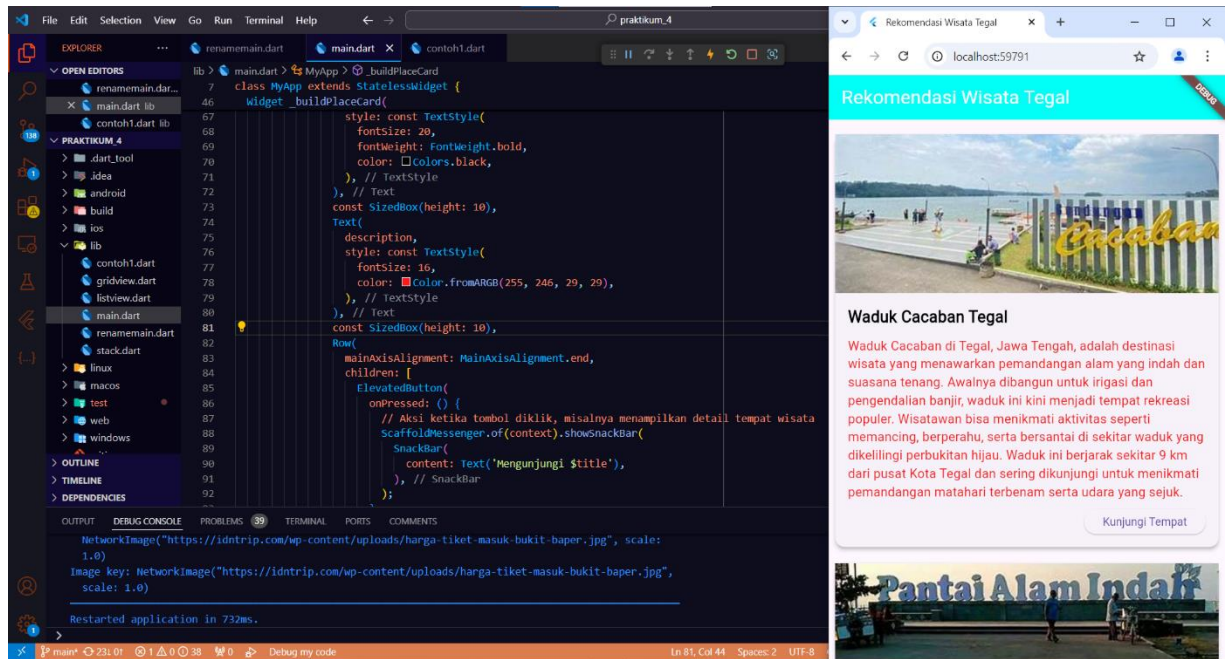 File Edit Selection View Go Run Terminal Help
praktikum_4
EXPLORER
renamemain.dart
main.dart
contoh1.dart
OPEN EDITORS
renamemain.dar...
main.dart lib
contoh1.dart lib
PRAKTIKUM_4
.dart_tool
.idea
android
build
ios
lib
contoh1.dart
gridview.dart
listview.dart
main.dart
renamemain.dart
stack.dart
linux
macos
test
web
windows
OUTLINE
TIMELINE
DEPENDENCIES
138
1
lib > main.dart > MyApp > _buildPlaceCard
7 class MyApp extends StatelessWidget {
46 Widget _buildPlaceCard(
67 style: const TextStyle(
68 fontSize: 20,
69 fontWeight: FontWeight.bold,
70 color: Colors.black,
71 ), // TextStyle
72 ), // Text
73 const SizedBox(height: 10),
74 Text(
75 description,
76 style: const TextStyle(
77 fontSize: 16,
78 color: Color.fromARGB(255, 246, 29, 29),
79 ), // TextStyle
80 ), // Text
81 const SizedBox(height: 10),
82 Row(
83 mainAxisAlignment: MainAxisAlignment.end,
84 children: [
85 ElevatedButton(
86 onPressed: () {
87 // Aksi ketika tombol diklik, misalnya menampilkan detail tempat wisata
88 ScaffoldMessenger.of(context).showSnackBar(
89 SnackBar(
90 content: Text('Mengunjungi $title'),
91 ), // SnackBar
92 );
OUTPUT DEBUG CONSOLE PROBLEMS 39 TERMINAL PORTS COMMENTS
NetworkImage("https://idntrip.com/wp-content/uploads/harga-tiket-masuk-bukit-baper.jpg", scale:
1.0)
Image key: NetworkImage("https://idntrip.com/wp-content/uploads/harga-tiket-masuk-bukit-baper.jpg",
scale: 1.0)
Restarted application in 732ms.
>
main* 23↓ 0↑ 1 0 38 0 Debug my code
Ln 81, Col 44 Spaces: 2 UTF-8
Rekomendasi Wisata Tegal
localhost:59791
Rekomendasi Wisata Tegal
DEBUG
Cacaban
Waduk Cacaban Tegal
Waduk Cacaban di Tegal, Jawa Tengah, adalah destinasi
wisata yang menawarkan pemandangan alam yang indah dan
suasana tenang. Awalnya dibangun untuk irigasi dan
pengendalian banjir, waduk ini kini menjadi tempat rekreasi
populer. Wisatawan bisa menikmati aktivitas seperti
memancing, berperahu, serta bersantai di sekitar waduk yang
dikelilingi perbukitan hijau. Waduk ini berjarak sekitar 9 km
dari pusat Kota Tegal dan sering dikunjungi untuk menikmati
pemandangan matahari terbenam serta udara yang sejuk.
Kunjungi Tempat
Pantai Alam Indah